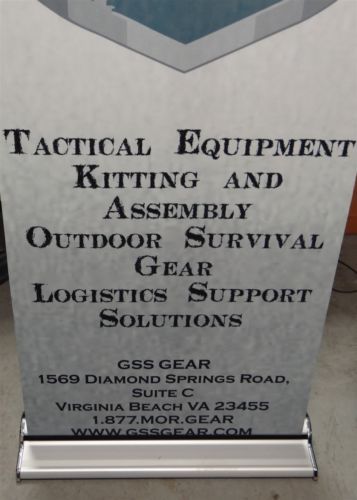 Tactical Equipment
Kitting and
Assembly
Outdoor Survival
Gear
Logistics Support
Solutions
GSS GEAR
1569 Diamond Springs Road,
Suite C
Virginia Beach VA 23455
1.877.MOR.GEAR
WWW.GSSGEAR.COM